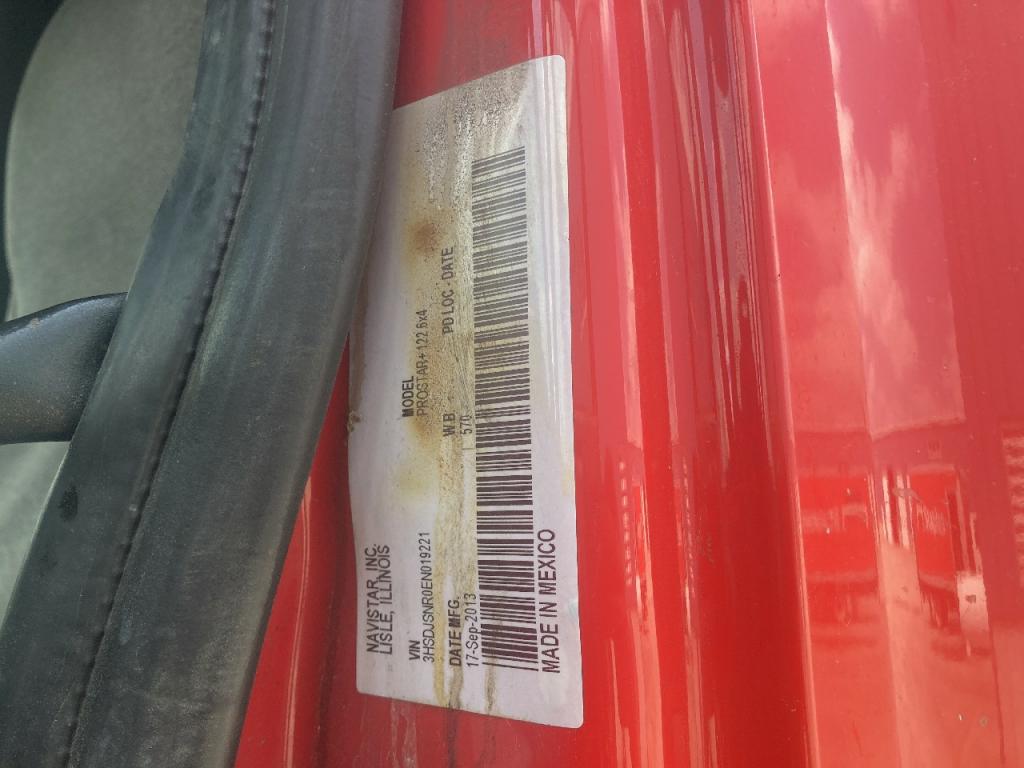 NAVISTAR, INC.
LISLE, ILLINOIS
VIN
3HSDJSNR0EN019221
MODEL
PROSTAR+ 122 6x4
DATE MFG.
17-Sep-2013
W/B
570
PD LOC - DATE
MADE IN MEXICO